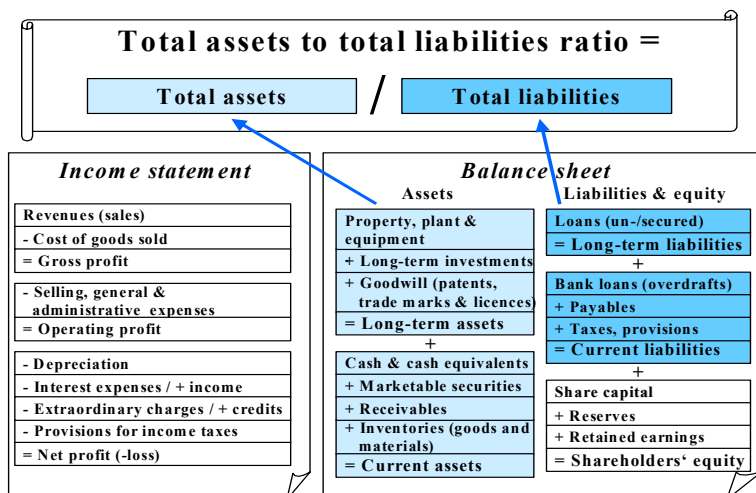 Total assets to total liabilities ratio =
Total assets / Total liabilities
Income statement
Revenues (sales)
- Cost of goods sold
= Gross profit
- Selling, general &
administrative expenses
= Operating profit
- Depreciation
- Interest expenses / + income
- Extraordinary charges / + credits
- Provisions for income taxes
= Net profit (-loss)
Balance sheet
Assets
Property, plant &
equipment
+ Long-term investments
+ Goodwill (patents,
trade marks & licences)
= Long-term assets
+
Cash & cash equivalents
+ Marketable securities
+ Receivables
+ Inventories (goods and
materials)
= Current assets
Liabilities & equity
Loans (un-/secured)
= Long-term liabilities
+
Bank loans (overdrafts)
+ Payables
+ Taxes, provisions
= Current liabilities
+
Share capital
+ Reserves
+ Retained earnings
= Shareholders‘ equity